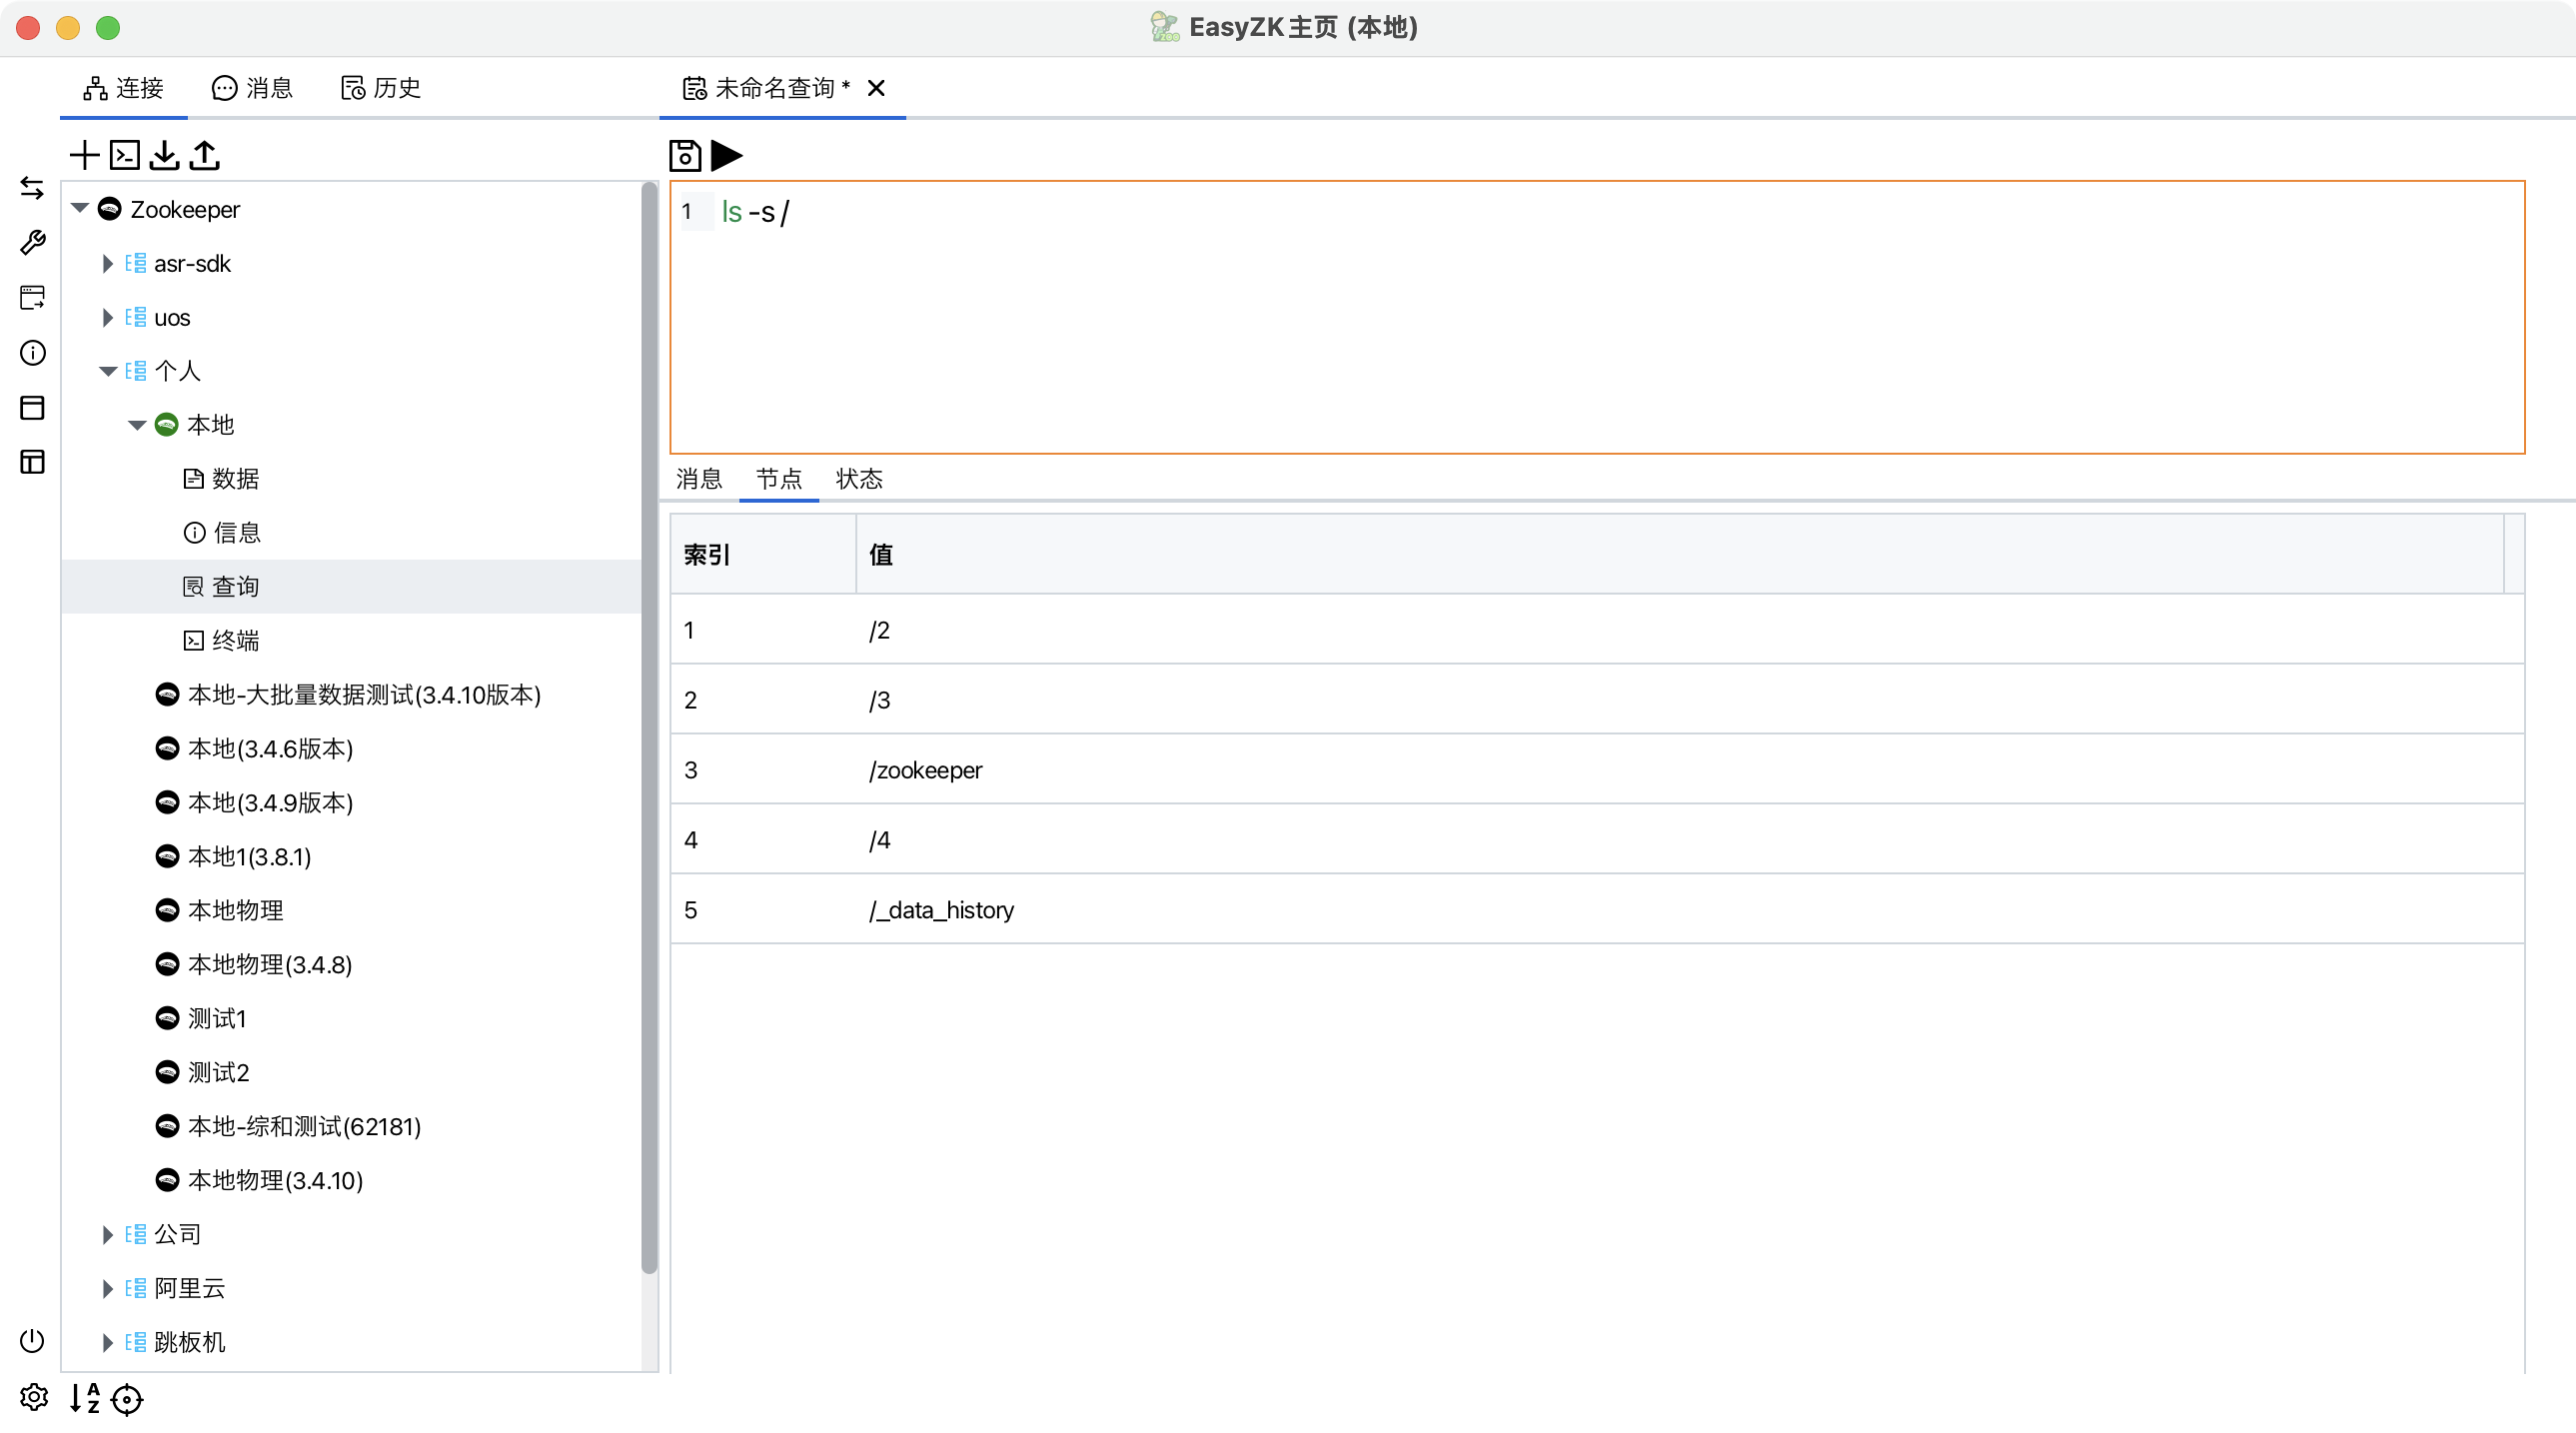 EasyZK主页 (本地)
连接 消息 历史
未命名查询 *
Zookeeper
asr-sdk
uos
个人
本地
数据
信息
查询
终端
本地-大批量数据测试(3.4.10版本)
本地(3.4.6版本)
本地(3.4.9版本)
本地1(3.8.1)
本地物理
本地物理(3.4.8)
测试1
测试2
本地-综和测试(62181)
本地物理(3.4.10)
公司
阿里云
跳板机
1 ls -s /
消息 节点 状态
索引 值
1 /2
2 /3
3 /zookeeper
4 /4
5 /_data_history